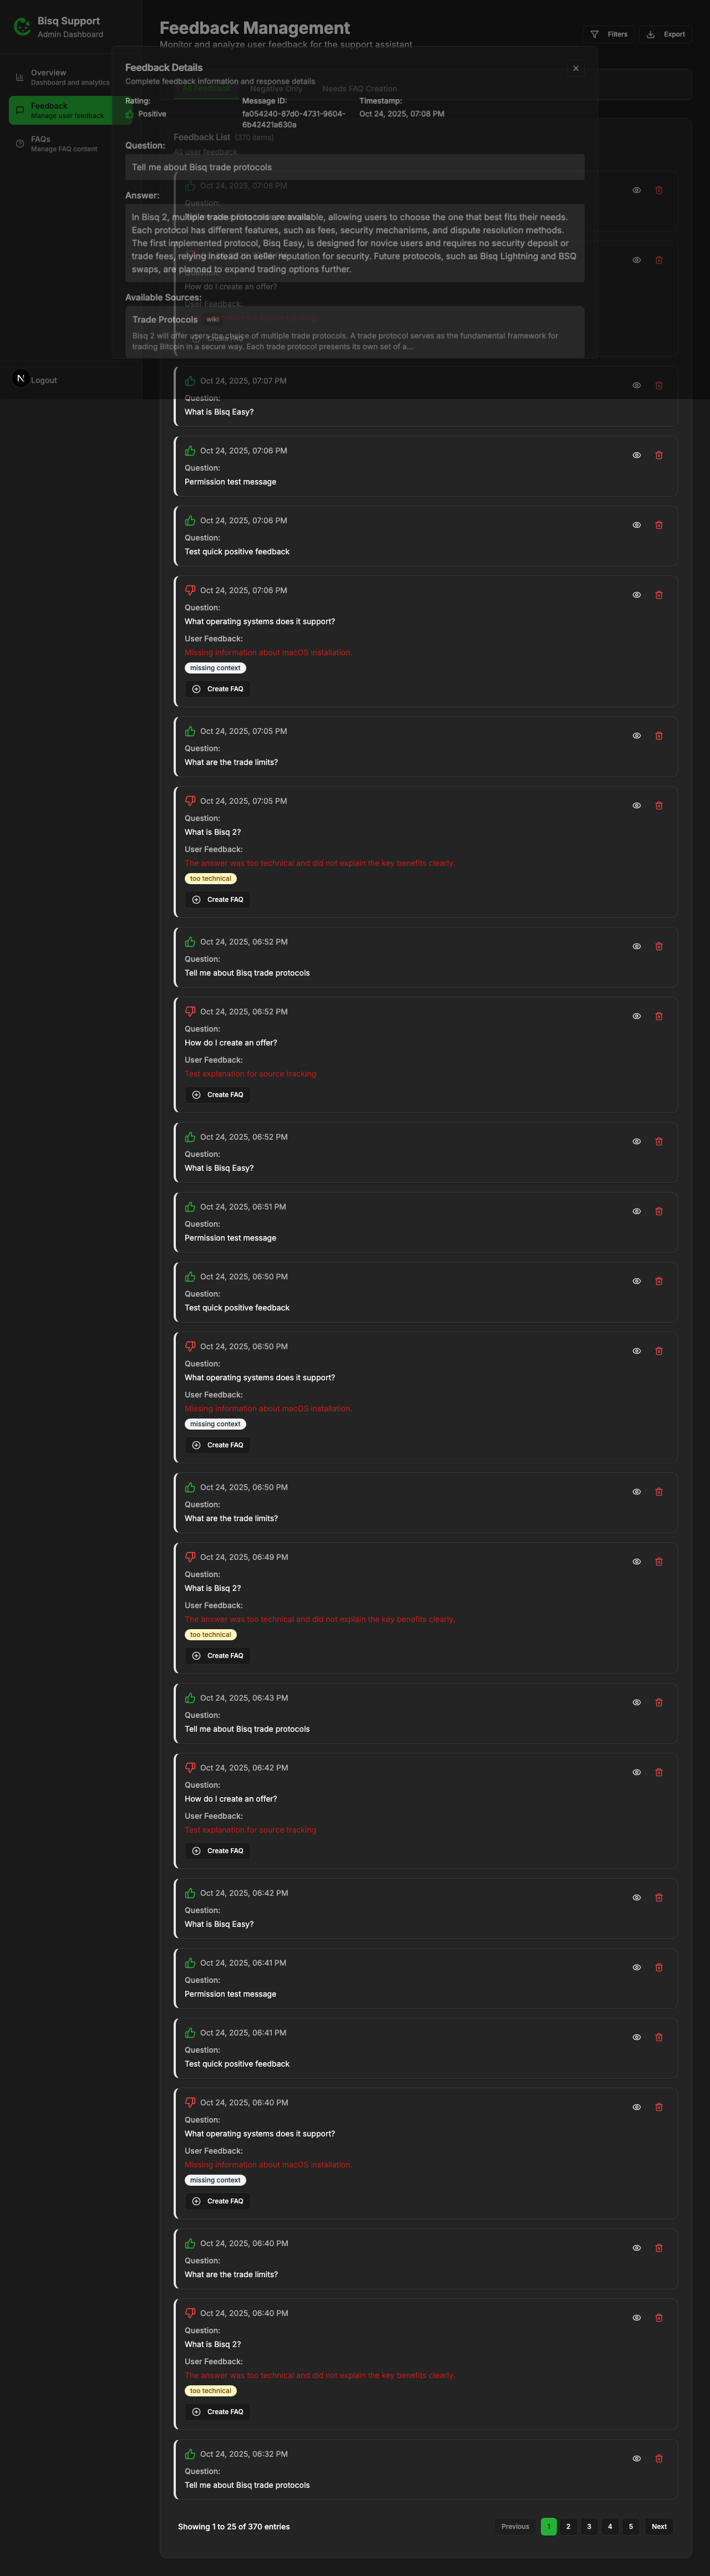 Bisq Support
Admin Dashboard
Overview
Dashboard and analytics
Feedback
Manage user feedback
FAQs
Manage FAQ content
N
Logout
Feedback Management
Monitor and analyze user feedback for the support assistant
Filters
Export
Feedback Details
Complete feedback information and response details
All Feedback
Negative Only
Needs FAQ Creation
Rating:
Positive
Message ID:
fa054240-87d0-4731-9604-
6b42421a630a
Timestamp:
Oct 24, 2025, 07:08 PM
Feedback List (370 items)
All user feedback
Question:
Tell me about Bisq trade protocols
Oct 24, 2025, 07:08 PM
Question:
Answer:
In Bisq 2, multiple trade protocols are available, allowing users to choose the one that best fits their needs.
Each protocol has different features, such as fees, security mechanisms, and dispute resolution methods.
The first implemented protocol, Bisq Easy, is designed for novice users and requires no security deposit or
trade fees, relying instead on seller reputation for security. Future protocols, such as Bisq Lightning and BSQ
swaps, are planned to expand trading options further.
How do I create an offer?
User Feedback:
Available Sources:
Trade Protocols
wiki
Bisq 2 will offer users the choice of multiple trade protocols. A trade protocol serves as the fundamental framework for
trading Bitcoin in a secure way. Each trade protocol presents its own set of a...
Create FAQ
Oct 24, 2025, 07:07 PM
Question:
What is Bisq Easy?
Oct 24, 2025, 07:06 PM
Question:
Permission test message
Oct 24, 2025, 07:06 PM
Question:
Test quick positive feedback
Oct 24, 2025, 07:06 PM
Question:
What operating systems does it support?
User Feedback:
Missing information about macOS installation.
missing context
Create FAQ
Oct 24, 2025, 07:05 PM
Question:
What are the trade limits?
Oct 24, 2025, 07:05 PM
Question:
What is Bisq 2?
User Feedback:
The answer was too technical and did not explain the key benefits clearly.
too technical
Create FAQ
Oct 24, 2025, 06:52 PM
Question:
Tell me about Bisq trade protocols
Oct 24, 2025, 06:52 PM
Question:
How do I create an offer?
User Feedback:
Test explanation for source tracking
Create FAQ
Oct 24, 2025, 06:52 PM
Question:
What is Bisq Easy?
Oct 24, 2025, 06:51 PM
Question:
Permission test message
Oct 24, 2025, 06:50 PM
Question:
Test quick positive feedback
Oct 24, 2025, 06:50 PM
Question:
What operating systems does it support?
User Feedback:
Missing information about macOS installation.
missing context
Create FAQ
Oct 24, 2025, 06:50 PM
Question:
What are the trade limits?
Oct 24, 2025, 06:49 PM
Question:
What is Bisq 2?
User Feedback:
The answer was too technical and did not explain the key benefits clearly.
too technical
Create FAQ
Oct 24, 2025, 06:43 PM
Question:
Tell me about Bisq trade protocols
Oct 24, 2025, 06:42 PM
Question:
How do I create an offer?
User Feedback:
Test explanation for source tracking
Create FAQ
Oct 24, 2025, 06:42 PM
Question:
What is Bisq Easy?
Oct 24, 2025, 06:41 PM
Question:
Permission test message
Oct 24, 2025, 06:41 PM
Question:
Test quick positive feedback
Oct 24, 2025, 06:40 PM
Question:
What operating systems does it support?
User Feedback:
Missing information about macOS installation.
missing context
Create FAQ
Oct 24, 2025, 06:40 PM
Question:
What are the trade limits?
Oct 24, 2025, 06:40 PM
Question:
What is Bisq 2?
User Feedback:
The answer was too technical and did not explain the key benefits clearly.
too technical
Create FAQ
Oct 24, 2025, 06:32 PM
Question:
Tell me about Bisq trade protocols
Showing 1 to 25 of 370 entries
Previous
1
2
3
4
5
Next